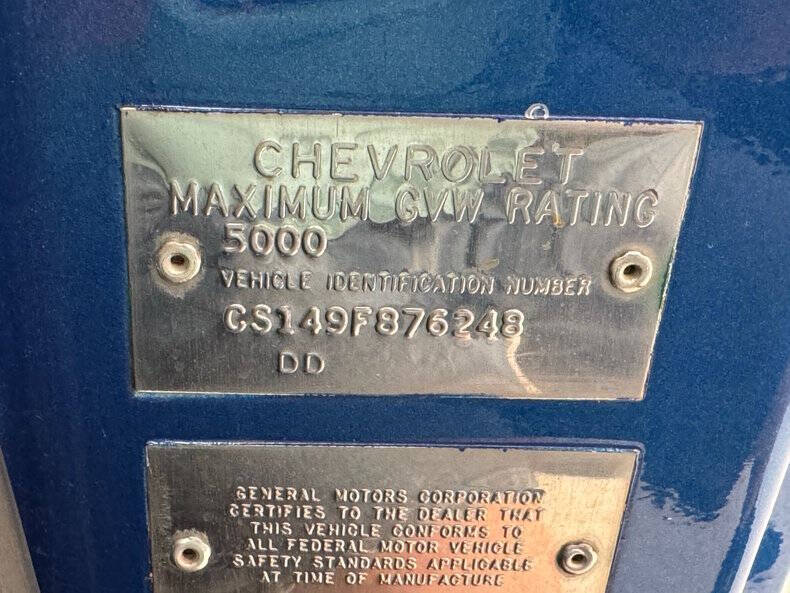 CHEVROLET
MAXIMUM GVW RATING
5000
VEHICLE IDENTIFICATION NUMBER
CS149F876248
DD
GENERAL MOTORS CORPORATION
CERTIFIES TO THE DEALER THAT
THIS VEHICLE CONFORMS TO
ALL FEDERAL MOTOR VEHICLE
SAFETY STANDARDS APPLICABLE
AT TIME OF MANUFACTURE